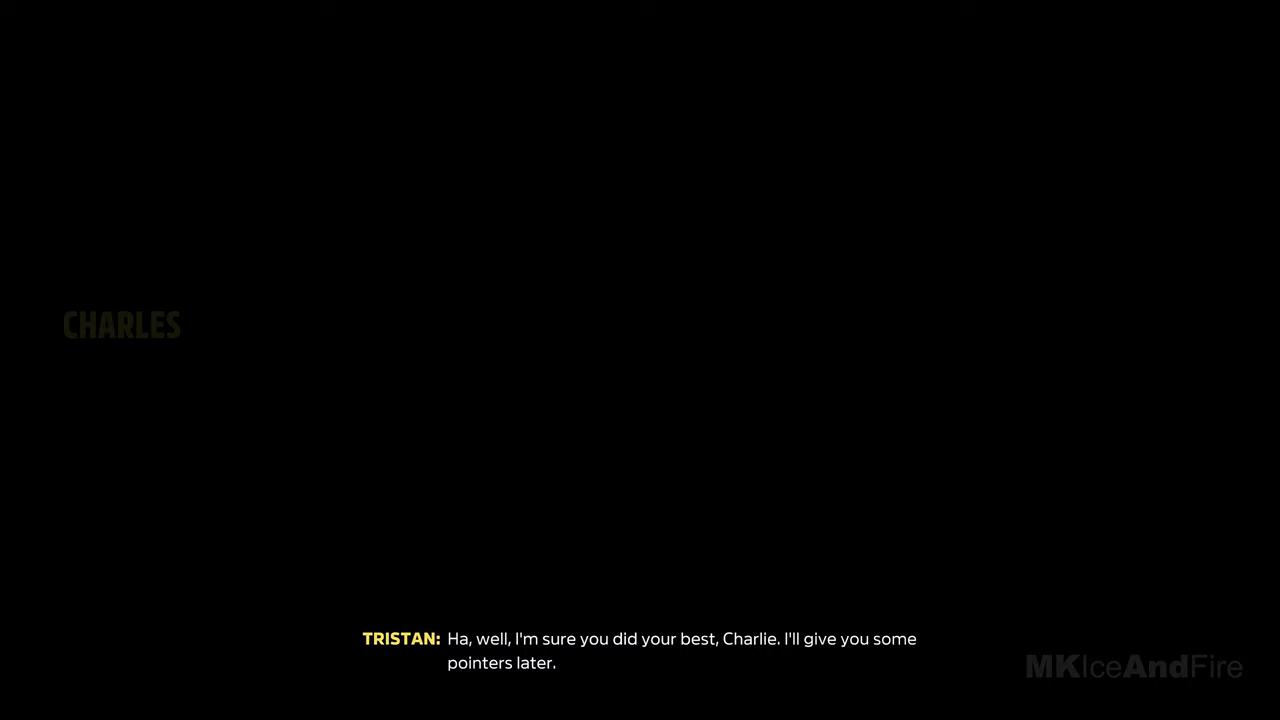 CHARLES
TRISTAN: Ha, well, I'm sure you did your best, Charlie. I'll give you some
pointers later.
MKIceAndFire